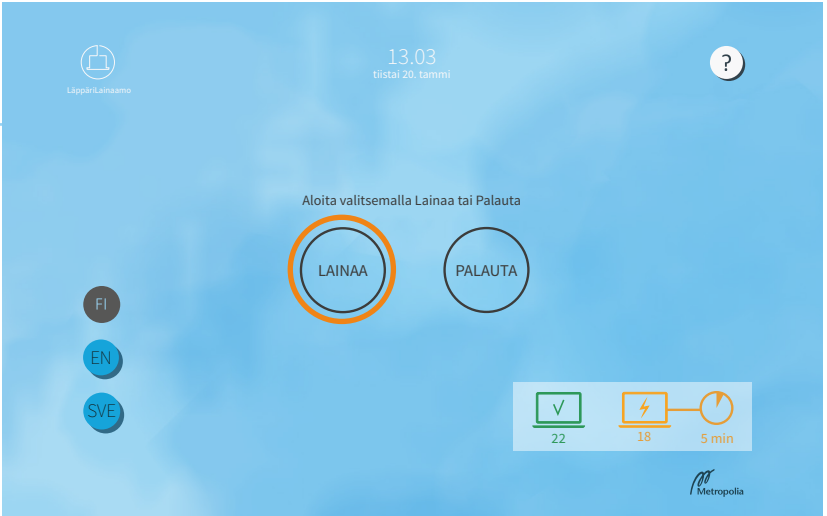 13.03
tiistai 20. tammi
LäppäriLainaamo
?
Aloita valitsemalla Lainaa tai Palauta
LAINAA
PALAUTA
FI
EN
SVE
22
18
5 min
Metropolia